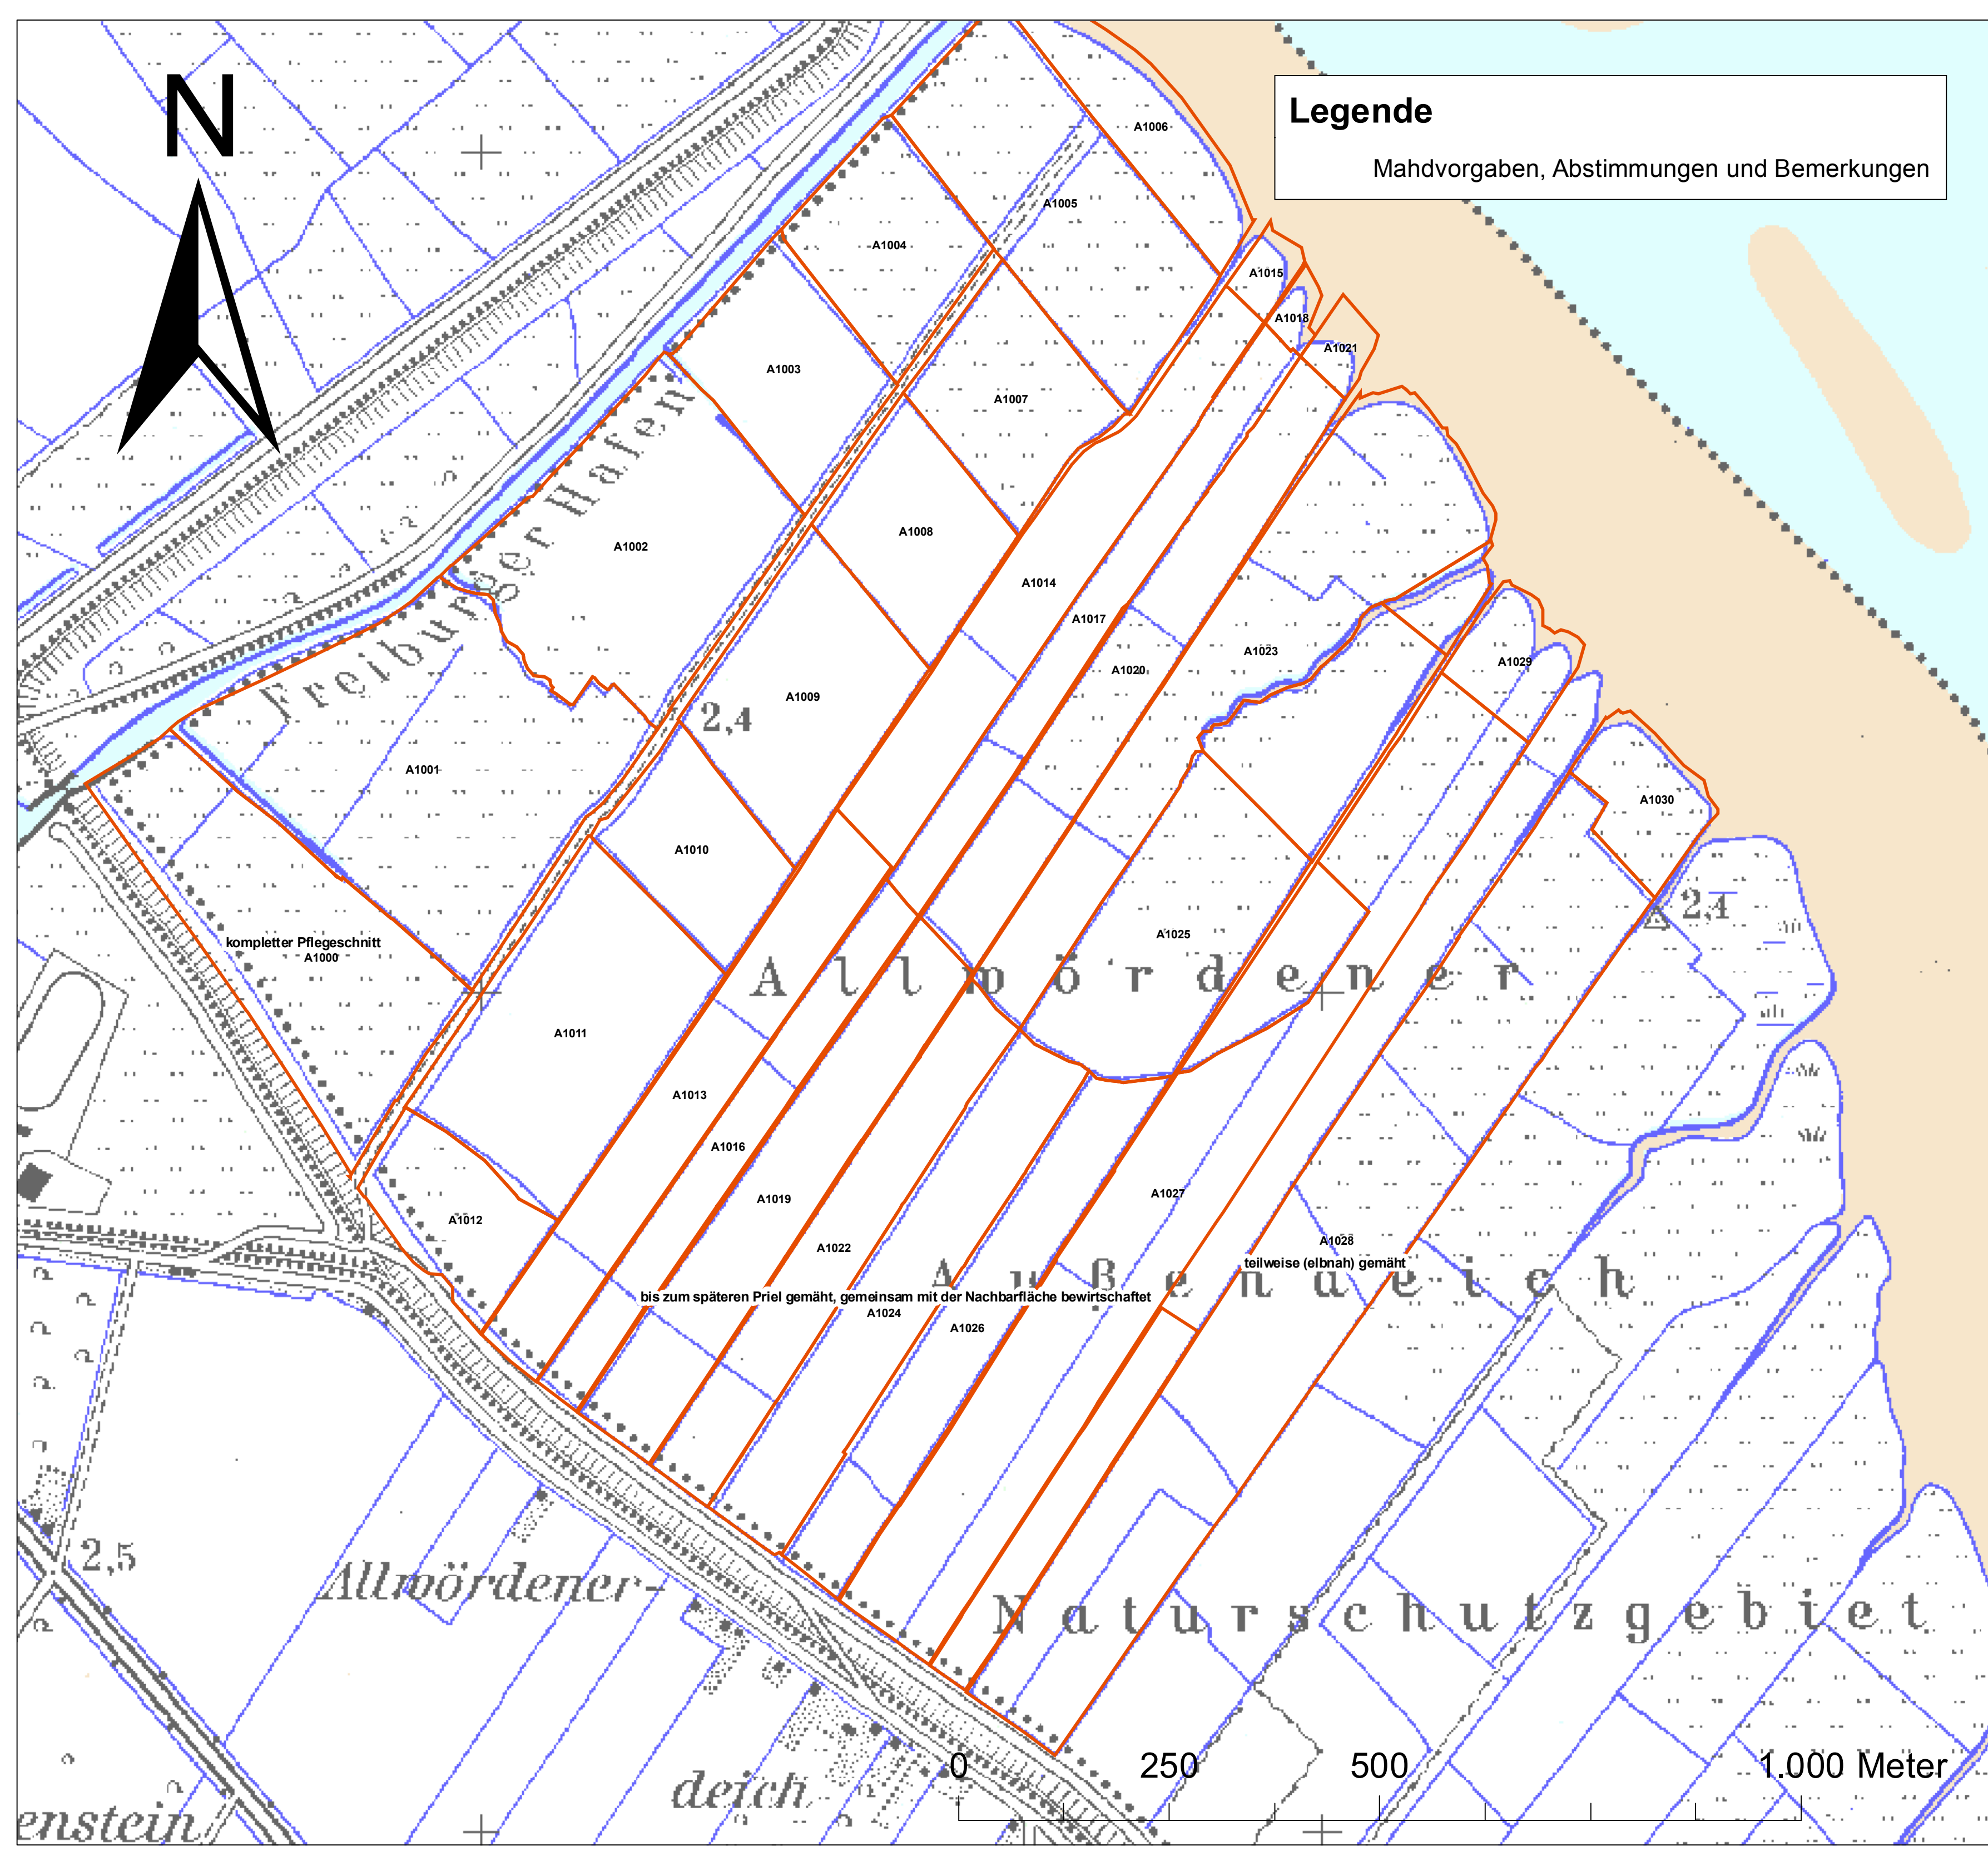 N
Legende
Mahdvorgaben, Abstimmungen und Bemerkungen
A1006
A1005
A1004
A1015
A1018
A1021
A1003
A1007
Freiburger Hafen
A1002
A1008
A1014
A1017
A1020
A1023
A1029
A1009
2,4
A1001
A1030
A1010
2,4
kompletter Pflegeschnitt
A1000
A1025
Allwördener
A1011
A1013
A1016
A1019
A1027
A1012
A1022
A1028
teilweise (elbnah) gemäht
Außendeich
bis zum späteren Priel gemäht, gemeinsam mit der Nachbarfläche bewirtschaftet
A1024
A1026
2,5
Allwördener-
deich
Naturschutzgebiet
0 250 500 1.000 Meter
enstein